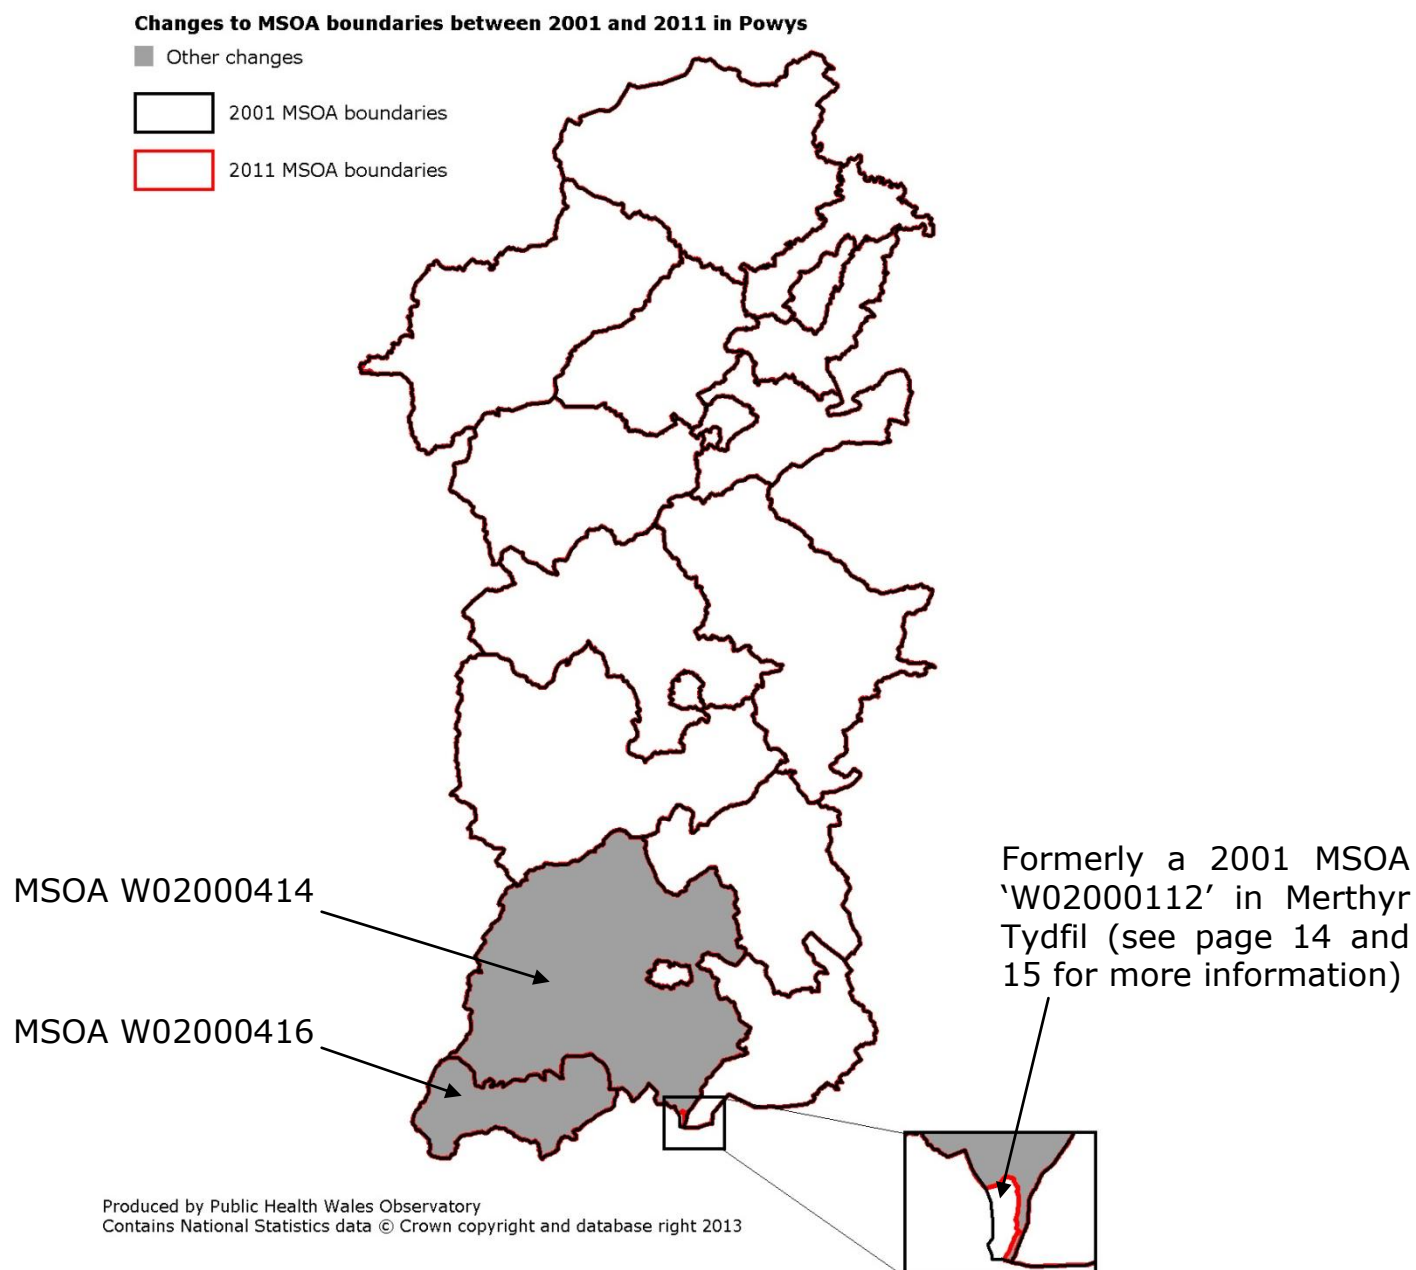 Changes to MSOA boundaries between 2001 and 2011 in Powys
Other changes
2001 MSOA boundaries
2011 MSOA boundaries
MSOA W02000414
MSOA W02000416
Formerly a 2001 MSOA
‘W02000112’ in Merthyr
Tydfil (see page 14 and
15 for more information)
Produced by Public Health Wales Observatory
Contains National Statistics data © Crown copyright and database right 2013